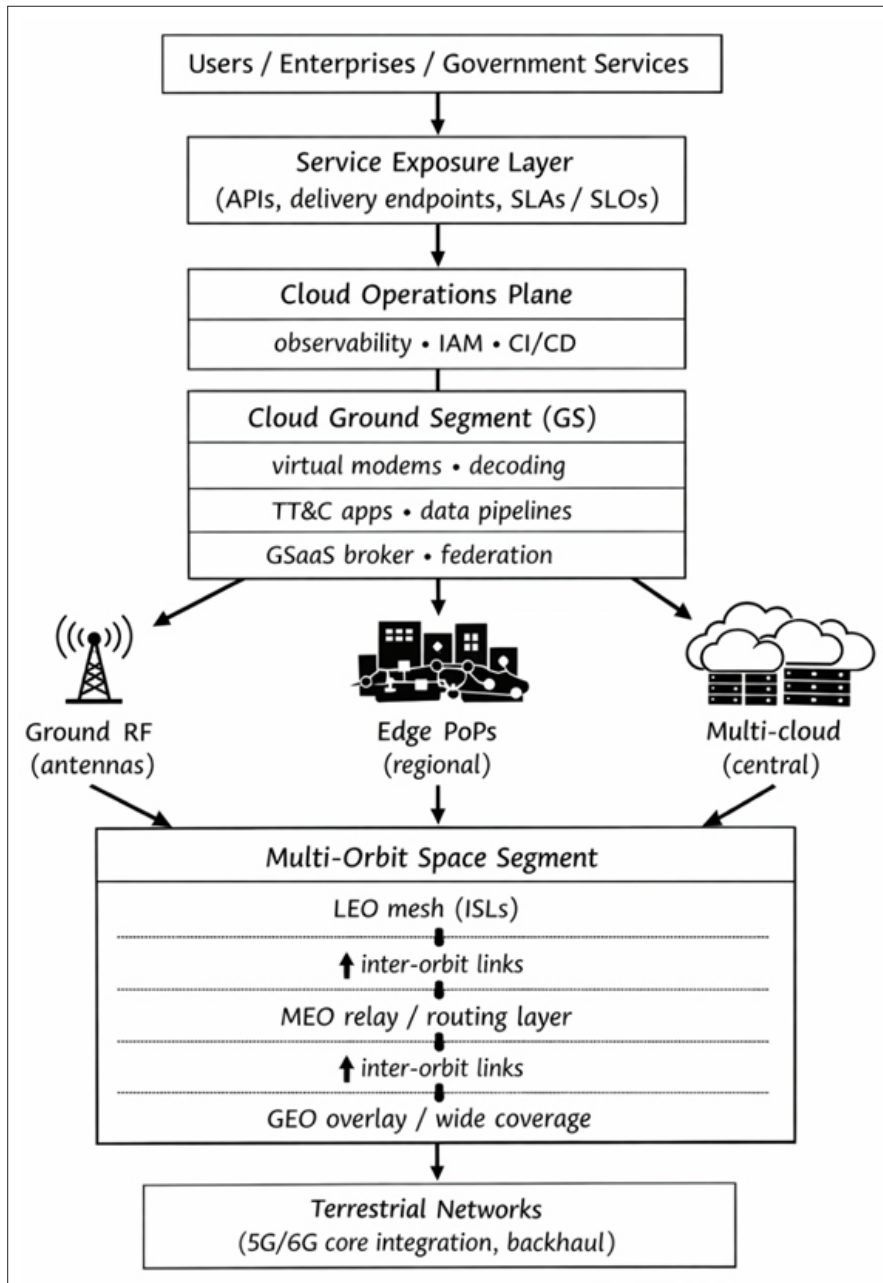 Users / Enterprises / Government Services
Service Exposure Layer
(APIs, delivery endpoints, SLAs / SLOs)
Cloud Operations Plane
observability • IAM • CI/CD
Cloud Ground Segment (GS)
virtual modems • decoding
TT&C apps • data pipelines
GSaaS broker • federation
Ground RF
(antennas)
Edge PoPs
(regional)
Multi-cloud
(central)
Multi-Orbit Space Segment
LEO mesh (ISLs)
⬆ inter-orbit links
MEO relay / routing layer
⬆ inter-orbit links
GEO overlay / wide coverage
Terrestrial Networks
(5G/6G core integration, backhaul)